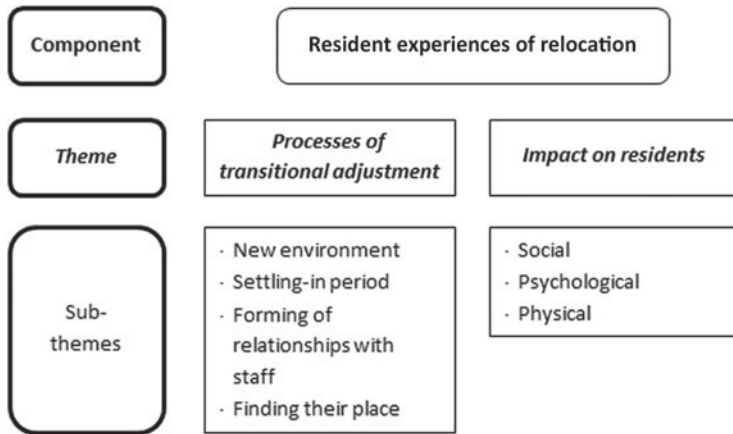 Component
Resident experiences of relocation
Theme
Processes of
transitional adjustment
Impact on residents
Sub-
themes
· New environment
· Settling-in period
· Forming of
relationships with
staff
· Finding their place
· Social
· Psychological
· Physical